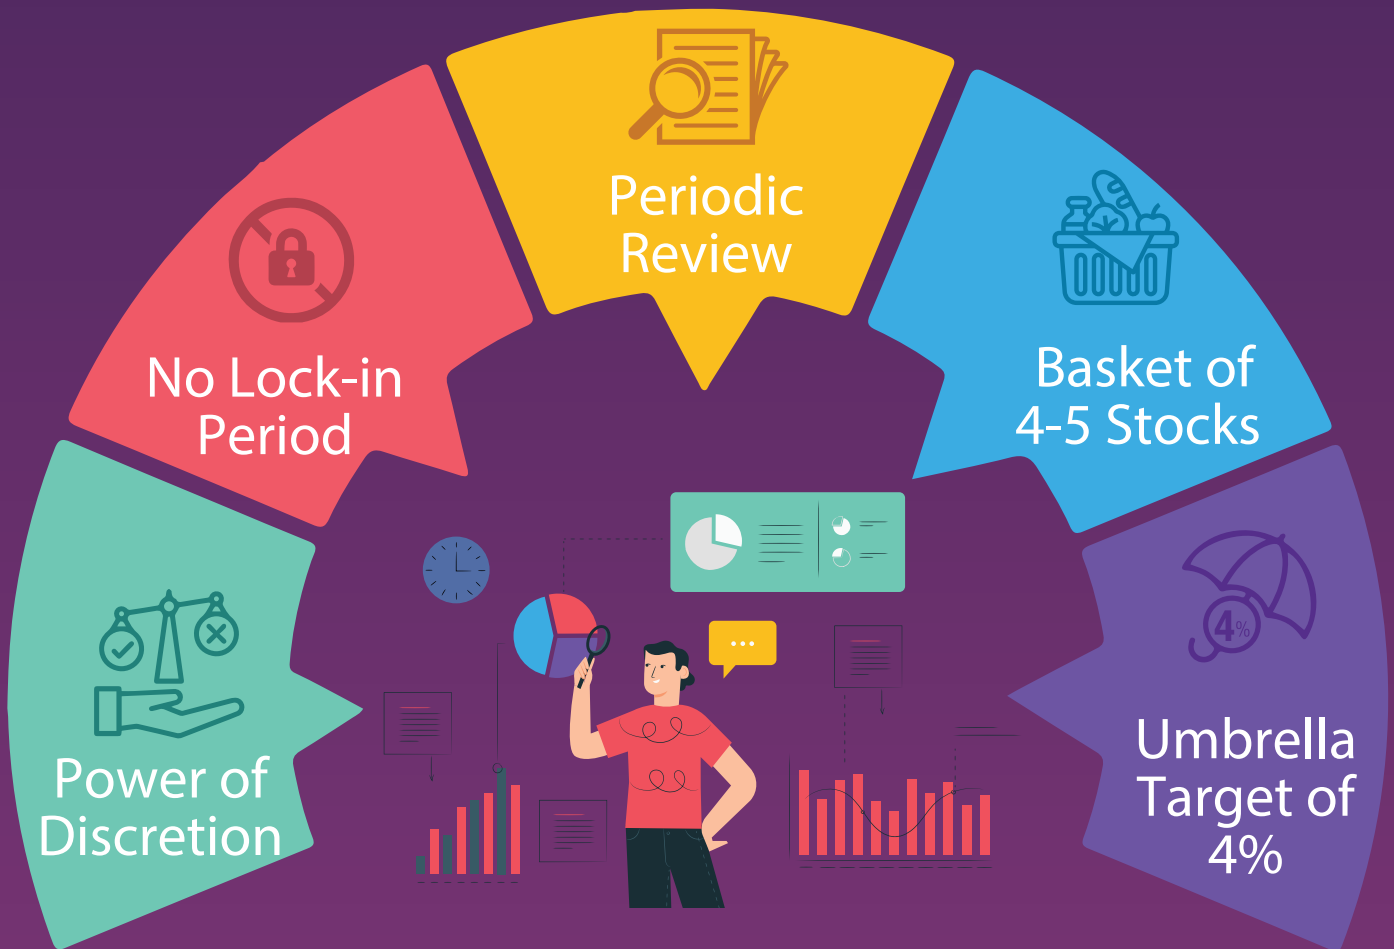 Periodic
Review
No Lock-in
Period
Basket of
4-5 Stocks
Power of
Discretion
4%
Umbrella
Target of
4%
...